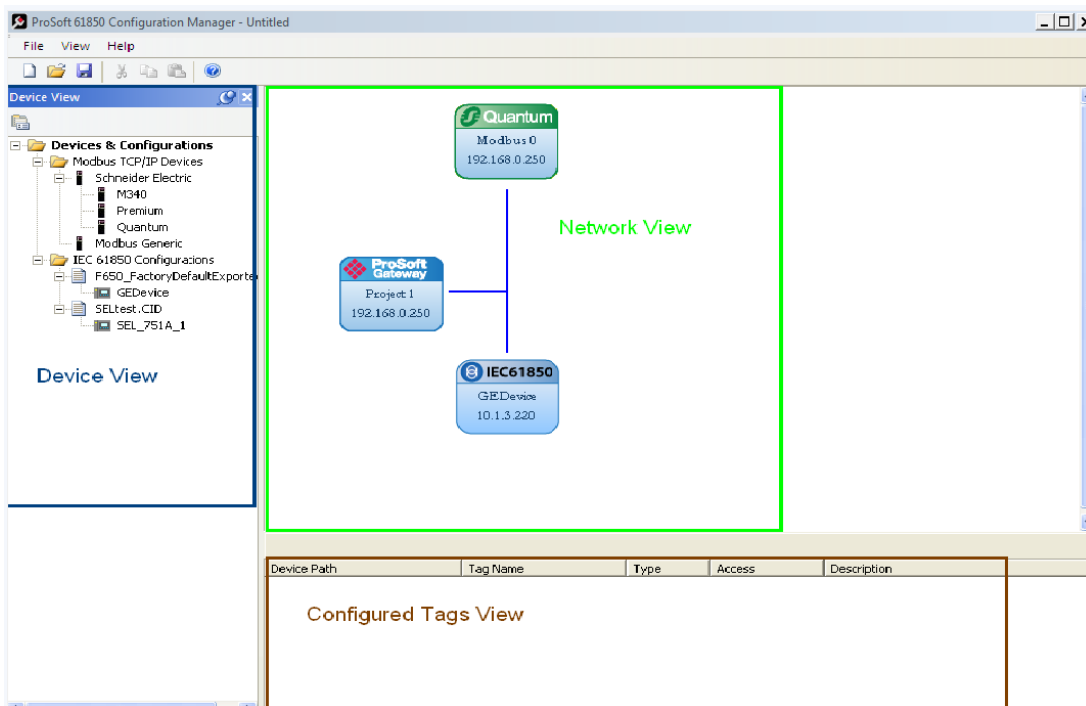 ProSoft 61850 Configuration Manager - Untitled
File View Help
Device View
Devices & Configurations
Modbus TCP/IP Devices
Schneider Electric
M340
Premium
Quantum
Modbus Generic
IEC 61850 Configurations
F650_FactoryDefaultExporte
GEDevice
SELtest.CID
SEL_751A_1
Device View
Quantum
Modbus 0
192.168.0.250
Network View
ProSoft
Gateway
Project 1
192.168.0.250
IEC61850
GEDevice
10.1.3.220
Device Path Tag Name Type Access Description
Configured Tags View